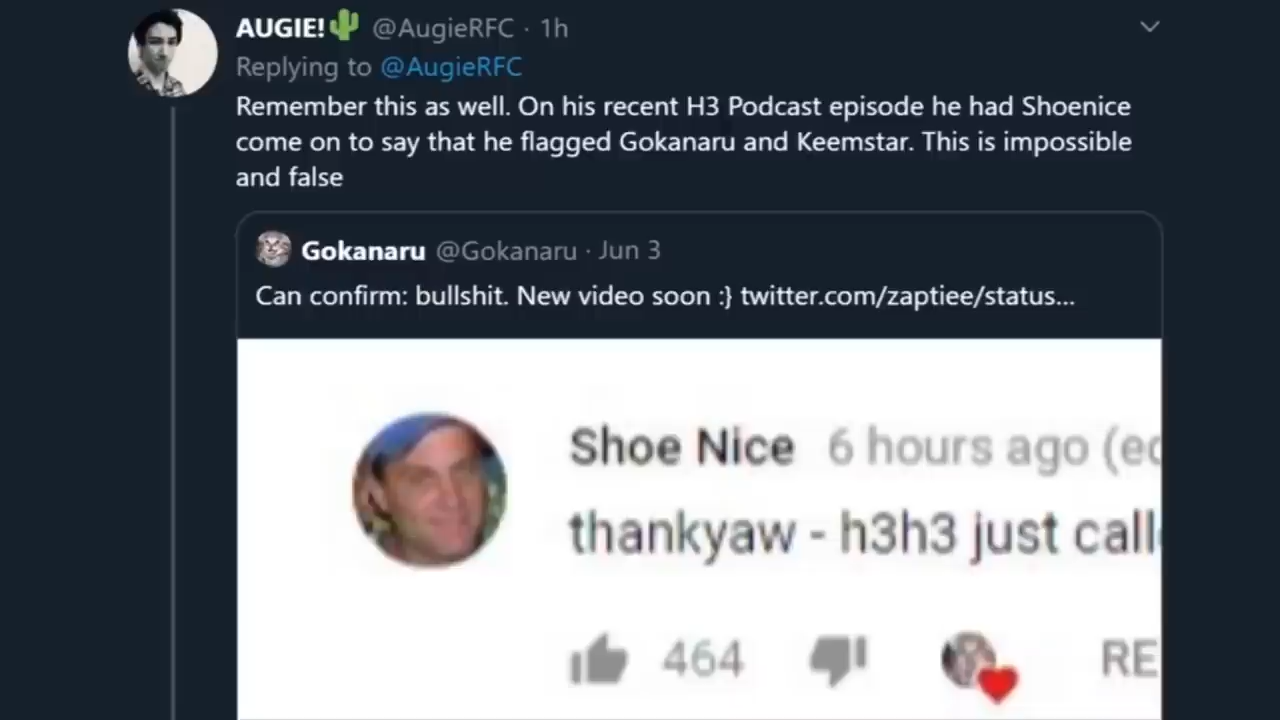 AUGIE!🌵 @AugieRFC · 1h
Replying to @AugieRFC
Remember this as well. On his recent H3 Podcast episode he had Shoenice
come on to say that he flagged Gokanaru and Keemstar. This is impossible
and false
Gokanaru @Gokanaru · Jun 3
Can confirm: bullshit. New video soon :} twitter.com/zaptiee/status...
Shoe Nice 6 hours ago (ed
thankyaw - h3h3 just call
464 RE